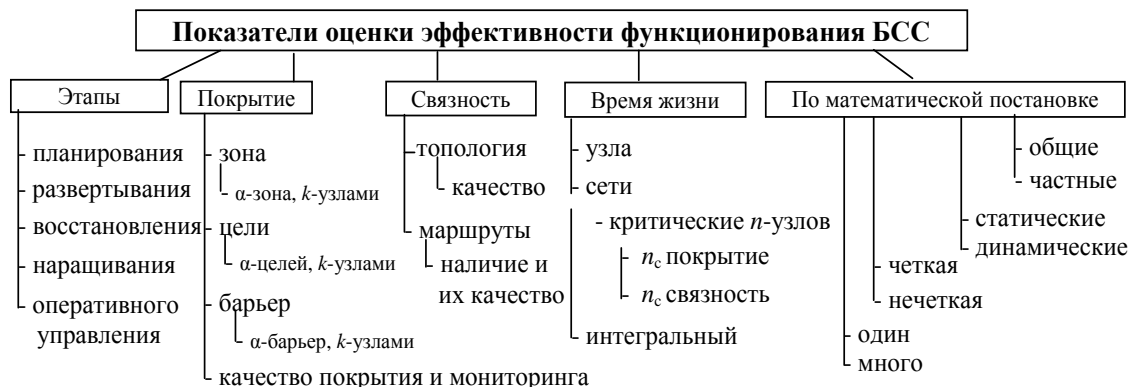 Показатели оценки эффективности функционирования БСС
Этапы
- планирования
- развертывания
- восстановления
- наращивания
- оперативного
управления
Покрытие
- зона
- α-зона, k-узлами
- цели
- α-целей, k-узлами
- барьер
- α-барьер, k-узлами
- качество покрытия и мониторинга
Связность
- топология
- качество
- маршруты
- наличие и
их качество
Время жизни
- узла
- сети
- критические n-узлов
- nc покрытие
- nc связность
- интегральный
По математической постановке
- общие
- частные
- статические
- динамические
- четкая
- нечеткая
- один
- много